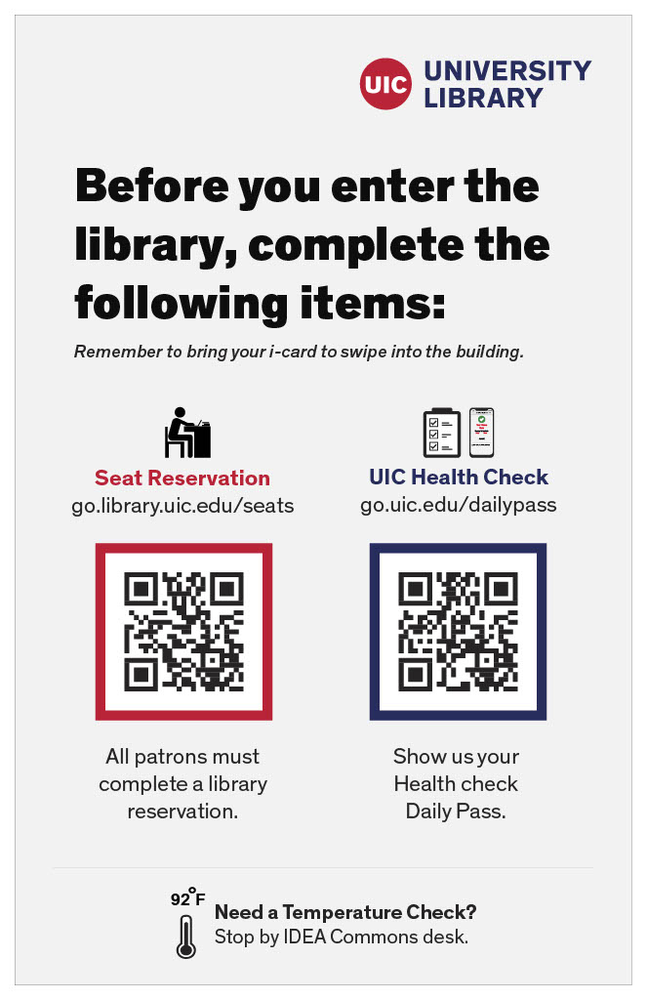 UIC UNIVERSITY
LIBRARY
Before you enter the
library, complete the
following items:
Remember to bring your i-card to swipe into the building.
Seat Reservation
go.library.uic.edu/seats
All patrons must
complete a library
reservation.
UIC Health Check
go.uic.edu/dailypass
Show us your
Health check
Daily Pass.
92°F
Need a Temperature Check?
Stop by IDEA Commons desk.